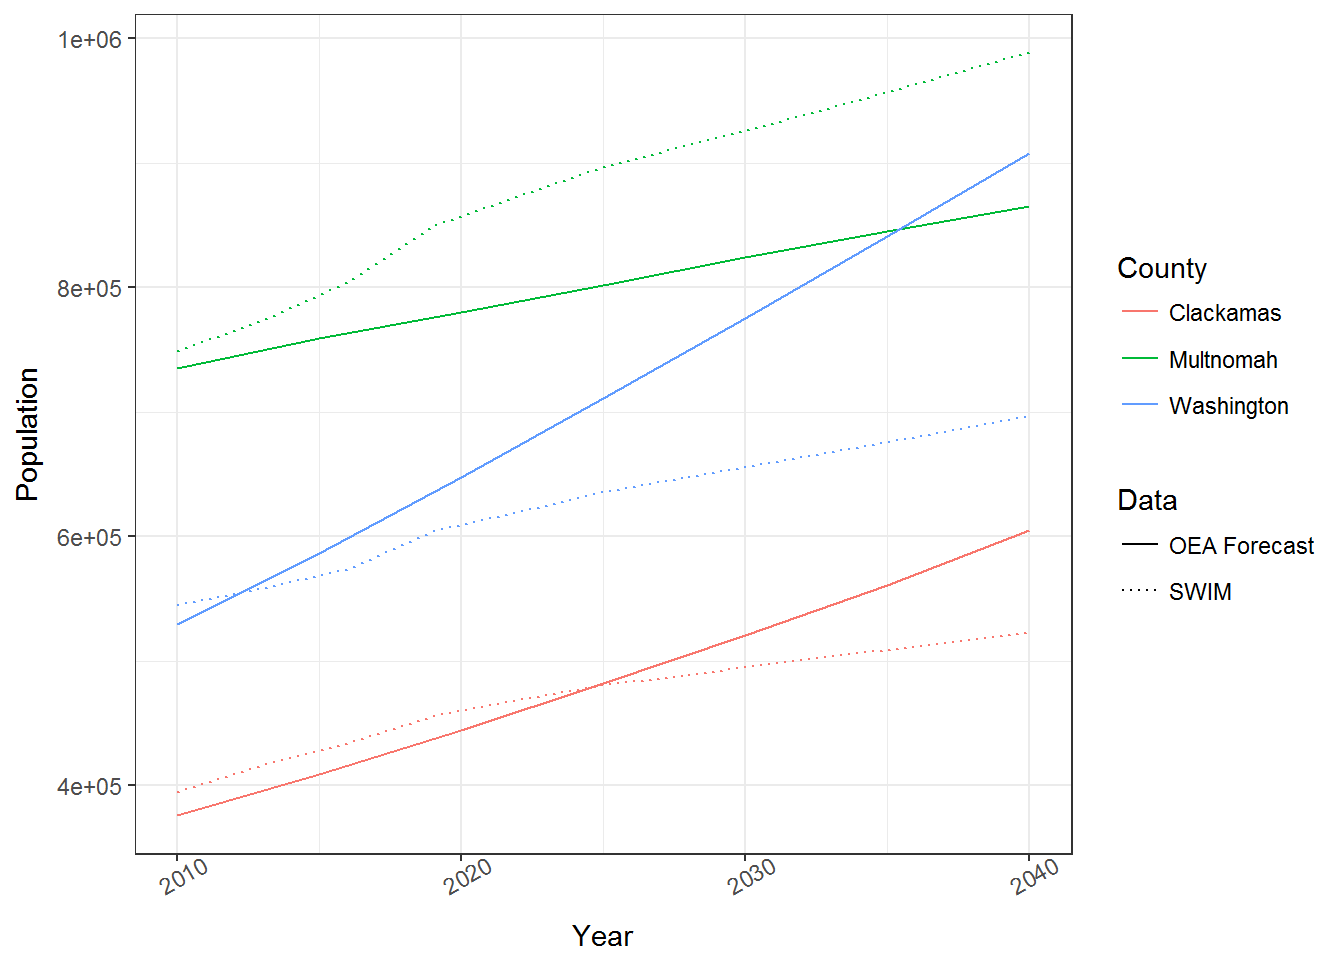 1e+06
8e+05
6e+05
4e+05
Population
2010
2020
2030
2040
Year
County
Clackamas
Multnomah
Washington
Data
OEA Forecast
SWIM